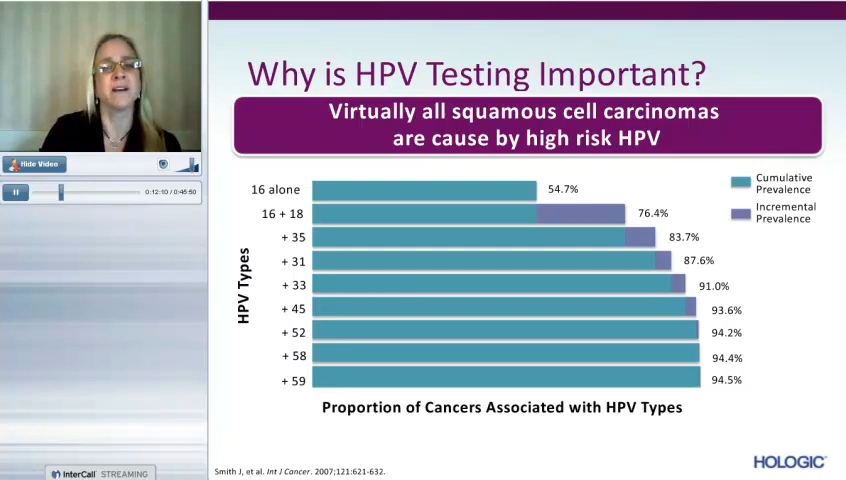 Why is HPV Testing Important?
Virtually all squamous cell carcinomas
are cause by high risk HPV
Hide Video
0:12:10 / 0:46:50
Cumulative
Prevalence
Incremental
Prevalence
HPV Types
16 alone 54.7%
16 + 18 76.4%
+ 35 83.7%
+ 31 87.6%
+ 33 91.0%
+ 45 93.6%
+ 52 94.2%
+ 58 94.4%
+ 59 94.5%
Proportion of Cancers Associated with HPV Types
HOLOGIC
InterCall STREAMING
Smith J, et al. Int J Cancer. 2007;121:621-632.